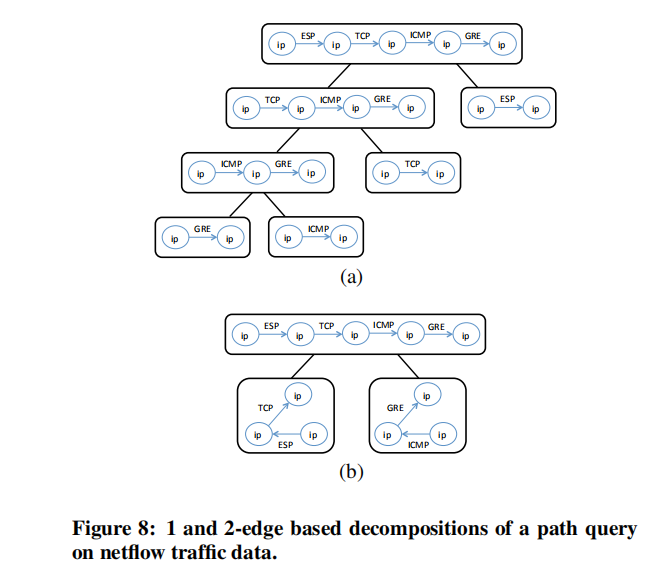 ESP TCP ICMP GRE
ip ip ip ip ip
TCP ICMP GRE
ip ip ip ip
ESP
ip ip
ICMP GRE
ip ip ip
TCP
ip ip
GRE
ip ip
ICMP
ip ip
(a)
ESP TCP ICMP GRE
ip ip ip ip ip
ip
TCP
ip ip
ESP
ip
GRE
ip ip
ICMP
(b)
Figure 8: 1 and 2-edge based decompositions of a path query
on netflow traffic data.